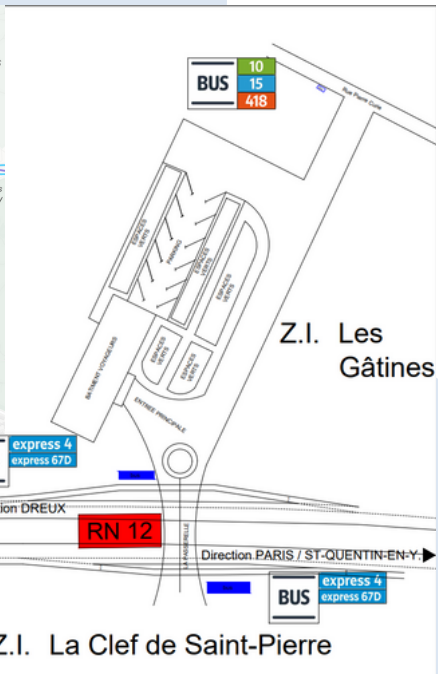 10
BUS
15
418
Rue Pierre Curie
ESPACES
VERTS
PARKING
ESPACES
VERTS
ESPACES
VERTS
Z.I. Les
Gâtines
BATIMENT VOYAGEURS
ESPACES
VERTS
ESPACES
VERTS
ENTREE PRINCIPALE
express 4
express 67D
ion DREUX
RN 12
LA PASSERELLE
Direction PARIS / ST-QUENTIN-EN-Y.
BUS
express 4
express 67D
Z.I. La Clef de Saint-Pierre